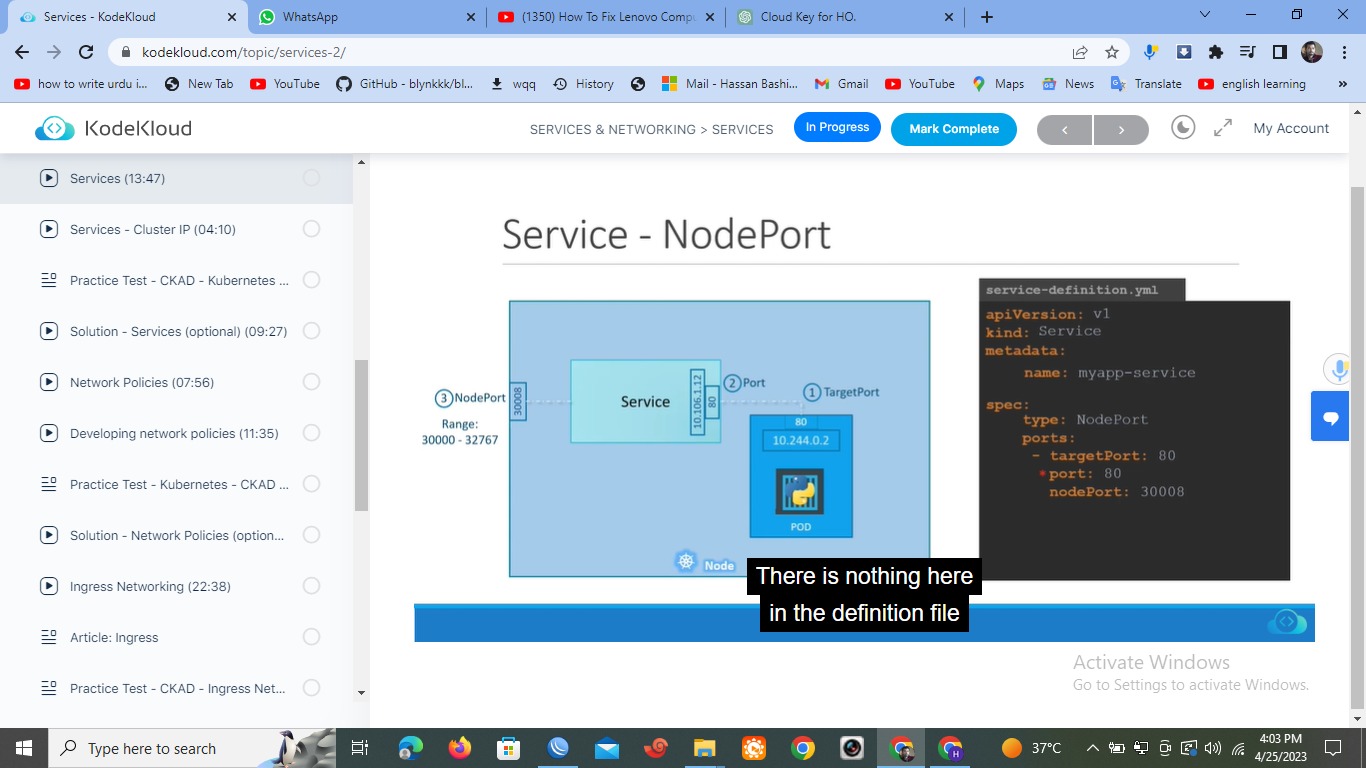 Services - KodeKloud
WhatsApp
(1350) How To Fix Lenovo Compu
Cloud Key for HO.
kodekloud.com/topic/services-2/
how to write urdu i...
New Tab
YouTube
GitHub - blynkkk/bl...
wqq
History
Mail - Hassan Bashi...
Gmail
YouTube
Maps
News
Translate
english learning
»
KodeKloud
SERVICES & NETWORKING > SERVICES
In Progress
Mark Complete
<
>
My Account
Services (13:47)
Services - Cluster IP (04:10)
Practice Test - CKAD - Kubernetes ...
Solution - Services (optional) (09:27)
Network Policies (07:56)
Developing network policies (11:35)
Practice Test - Kubernetes - CKAD ...
Solution - Network Policies (option...
Ingress Networking (22:38)
Article: Ingress
Practice Test - CKAD - Ingress Net...
Service - NodePort
3 NodePort
Range:
30000 - 32767
30008
Service
10.106.1.12
80
2 Port
1 TargetPort
80
10.244.0.2
POD
Node
service-definition.yml
apiVersion: v1
kind: Service
metadata:
name: myapp-service
spec:
type: NodePort
ports:
- targetPort: 80
*port: 80
nodePort: 30008
There is nothing here
in the definition file
Activate Windows
Go to Settings to activate Windows.
Type here to search
H
37°C
4:03 PM
4/25/2023